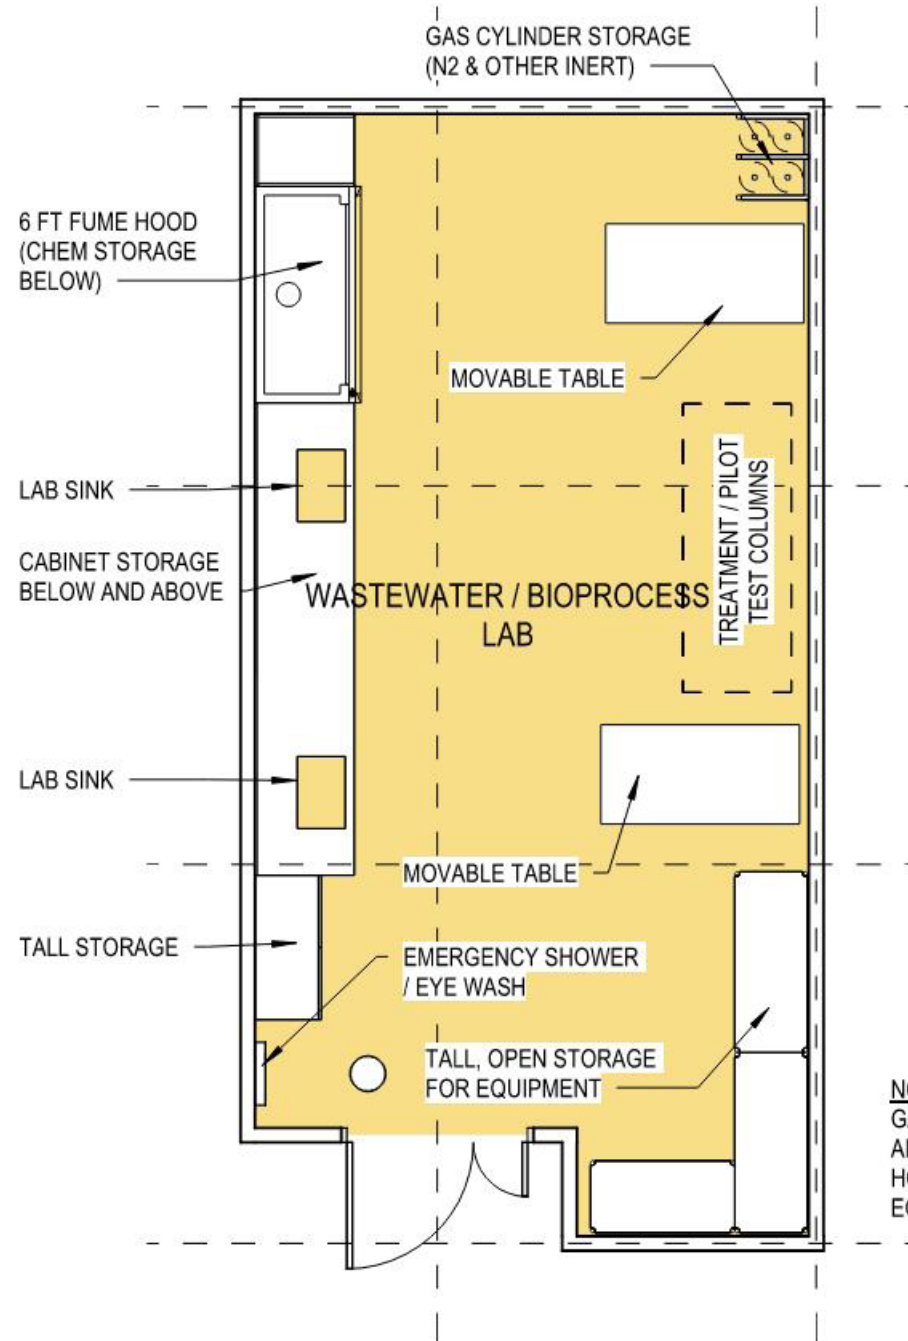 GAS CYLINDER STORAGE
(N2 & OTHER INERT)
6 FT FUME HOOD
(CHEM STORAGE
BELOW)
MOVABLE TABLE
TREATMENT / PILOT
TEST COLUMNS
LAB SINK
CABINET STORAGE
BELOW AND ABOVE
WASTEWATER / BIOPROCESS
LAB
LAB SINK
MOVABLE TABLE
TALL STORAGE
EMERGENCY SHOWER
/ EYE WASH
TALL, OPEN STORAGE
FOR EQUIPMENT